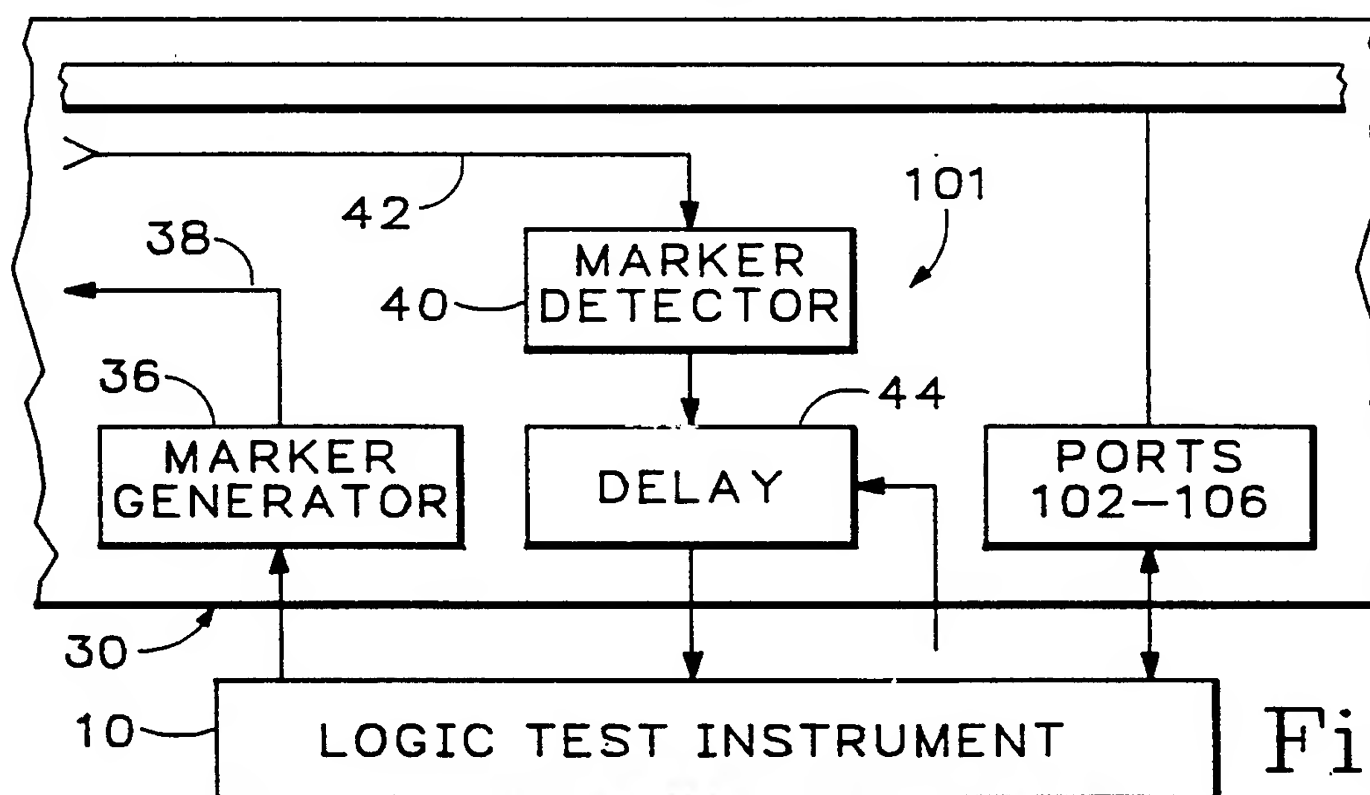 101
42
38
MARKER
DETECTOR
40
36
44
MARKER
GENERATOR
DELAY
PORTS
102-106
30
10
LOGIC TEST INSTRUMENT
Fi